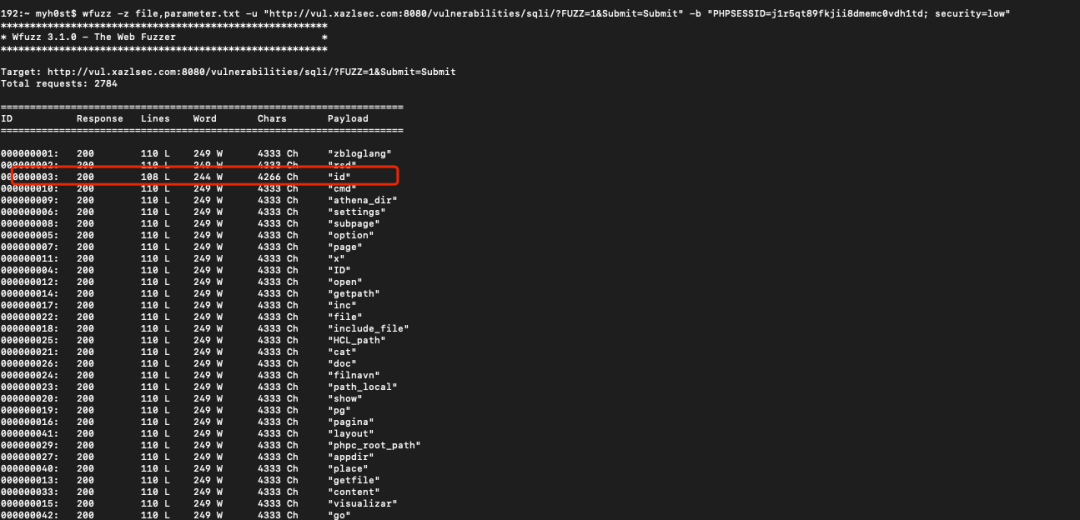 192:~ myh0st$ wfuzz -z file,parameter.txt -u "http://vul.xazlsec.com:8080/vulnerabilities/sqli/?FUZZ=1&Submit=Submit" -b "PHPSESSID=j1r5qt89fkjii8dmemc0vdh1td; security=low"
********************************************************
* Wfuzz 3.1.0 - The Web Fuzzer                         *
********************************************************
Target: http://vul.xazlsec.com:8080/vulnerabilities/sqli/?FUZZ=1&Submit=Submit
Total requests: 2784
=====================================================================
ID Response Lines Word Chars Payload
=====================================================================
000000001: 200 110 L 249 W 4333 Ch "zbloglang"
000000002: 200 110 L 249 W 4333 Ch "rsd"
000000003: 200 108 L 244 W 4266 Ch "id"
000000010: 200 110 L 249 W 4333 Ch "cmd"
000000009: 200 110 L 249 W 4333 Ch "athena_dir"
000000006: 200 110 L 249 W 4333 Ch "settings"
000000008: 200 110 L 249 W 4333 Ch "subpage"
000000005: 200 110 L 249 W 4333 Ch "option"
000000007: 200 110 L 249 W 4333 Ch "page"
000000011: 200 110 L 249 W 4333 Ch "x"
000000004: 200 110 L 249 W 4333 Ch "ID"
000000012: 200 110 L 249 W 4333 Ch "open"
000000014: 200 110 L 249 W 4333 Ch "getpath"
000000017: 200 110 L 249 W 4333 Ch "inc"
000000022: 200 110 L 249 W 4333 Ch "file"
000000018: 200 110 L 249 W 4333 Ch "include_file"
000000025: 200 110 L 249 W 4333 Ch "HCL_path"
000000021: 200 110 L 249 W 4333 Ch "cat"
000000026: 200 110 L 249 W 4333 Ch "doc"
000000024: 200 110 L 249 W 4333 Ch "filnavn"
000000023: 200 110 L 249 W 4333 Ch "path_local"
000000020: 200 110 L 249 W 4333 Ch "show"
000000019: 200 110 L 249 W 4333 Ch "pg"
000000016: 200 110 L 249 W 4333 Ch "pagina"
000000041: 200 110 L 249 W 4333 Ch "layout"
000000029: 200 110 L 249 W 4333 Ch "phpc_root_path"
000000027: 200 110 L 249 W 4333 Ch "appdir"
000000040: 200 110 L 249 W 4333 Ch "place"
000000013: 200 110 L 249 W 4333 Ch "getfile"
000000033: 200 110 L 249 W 4333 Ch "content"
000000015: 200 110 L 249 W 4333 Ch "visualizar"
000000042: 200 110 L 249 W 4333 Ch "go"